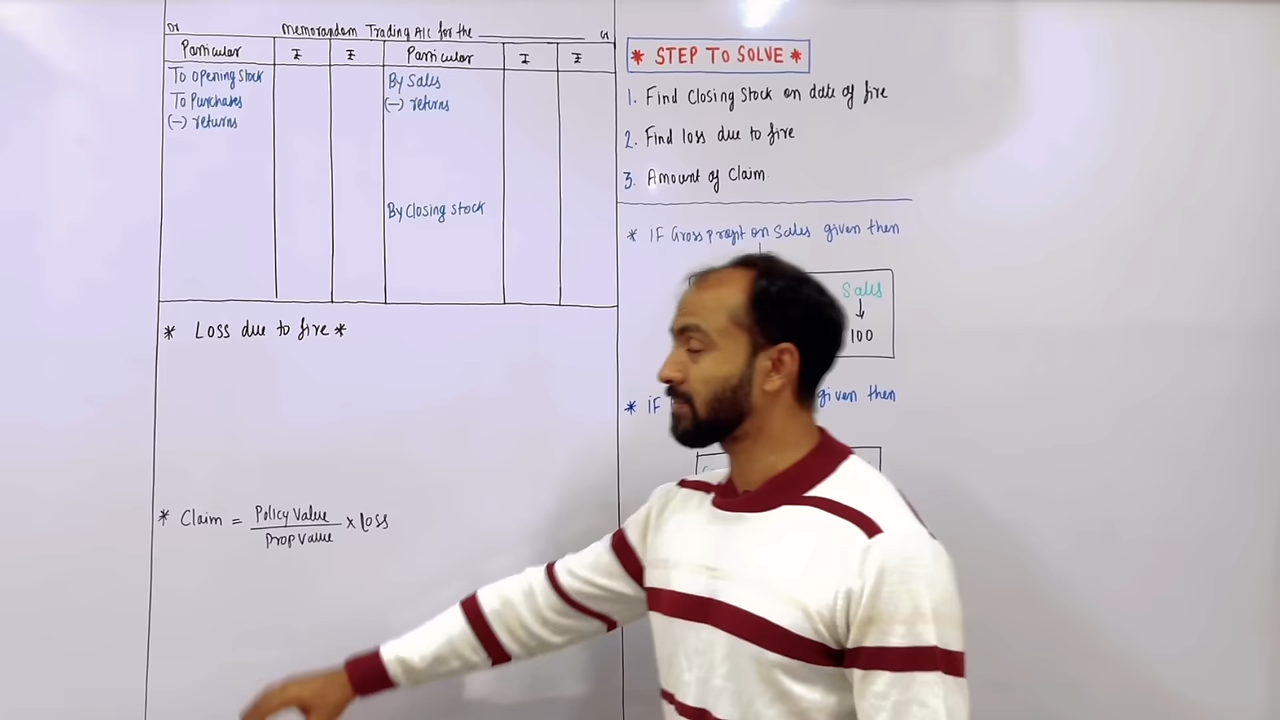 Dr Memorandam Trading A/C for the ________ Cr
Particular ₹ ₹ Particular ₹ ₹
To Opening Stock
To Purchases
(-) returns
By Sales
(-) returns
By Closing Stock
* Loss due to fire *
* Claim = Policy Value / Prop Value × Loss
* STEP TO SOLVE *
1. Find Closing Stock on date of fire
2. Find loss due to fire
3. Amount of Claim
* IF Gross profit on Sales given then
Sales
↓
100
* IF
given then